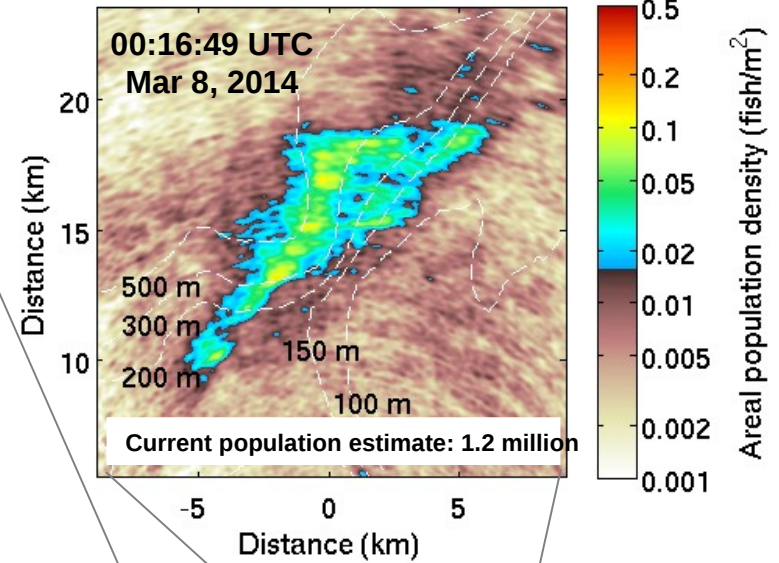 00:16:49 UTC
Mar 8, 2014
20
15
10
Distance (km)
500 m
300 m
200 m
150 m
100 m
Current population estimate: 1.2 million
-5 0 5
Distance (km)
0.5
0.2
0.1
0.05
0.02
0.01
0.005
0.002
0.001
Areal population density (fish/m²)